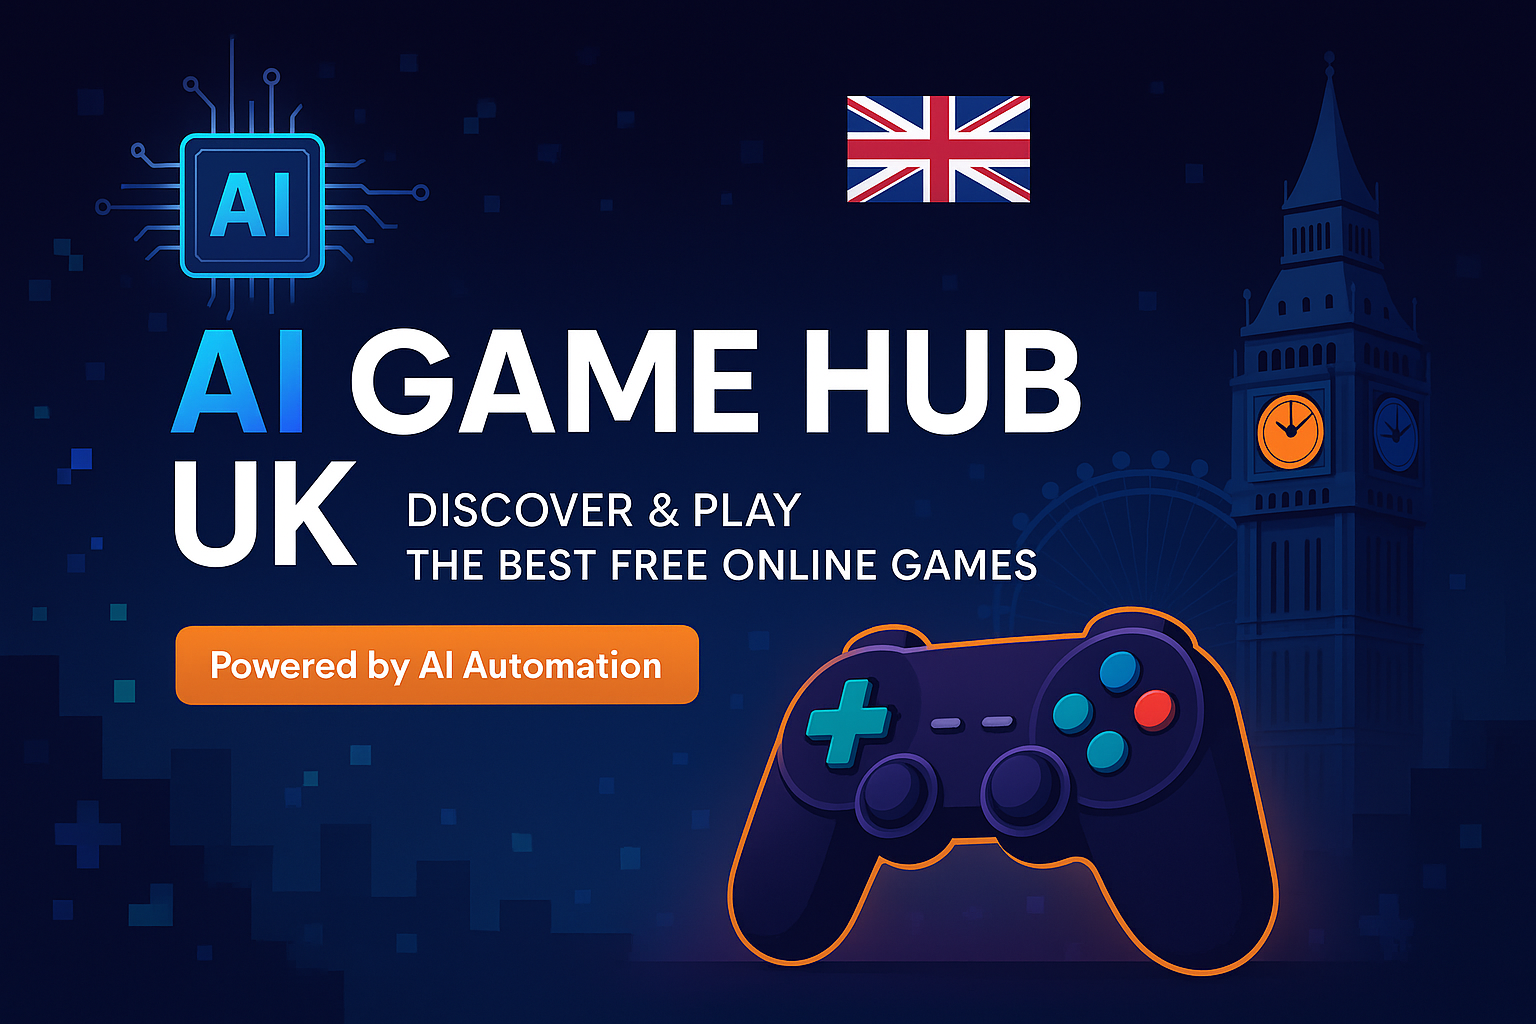 AI
AI GAME HUB
UK
DISCOVER & PLAY
THE BEST FREE ONLINE GAMES
Powered by AI Automation